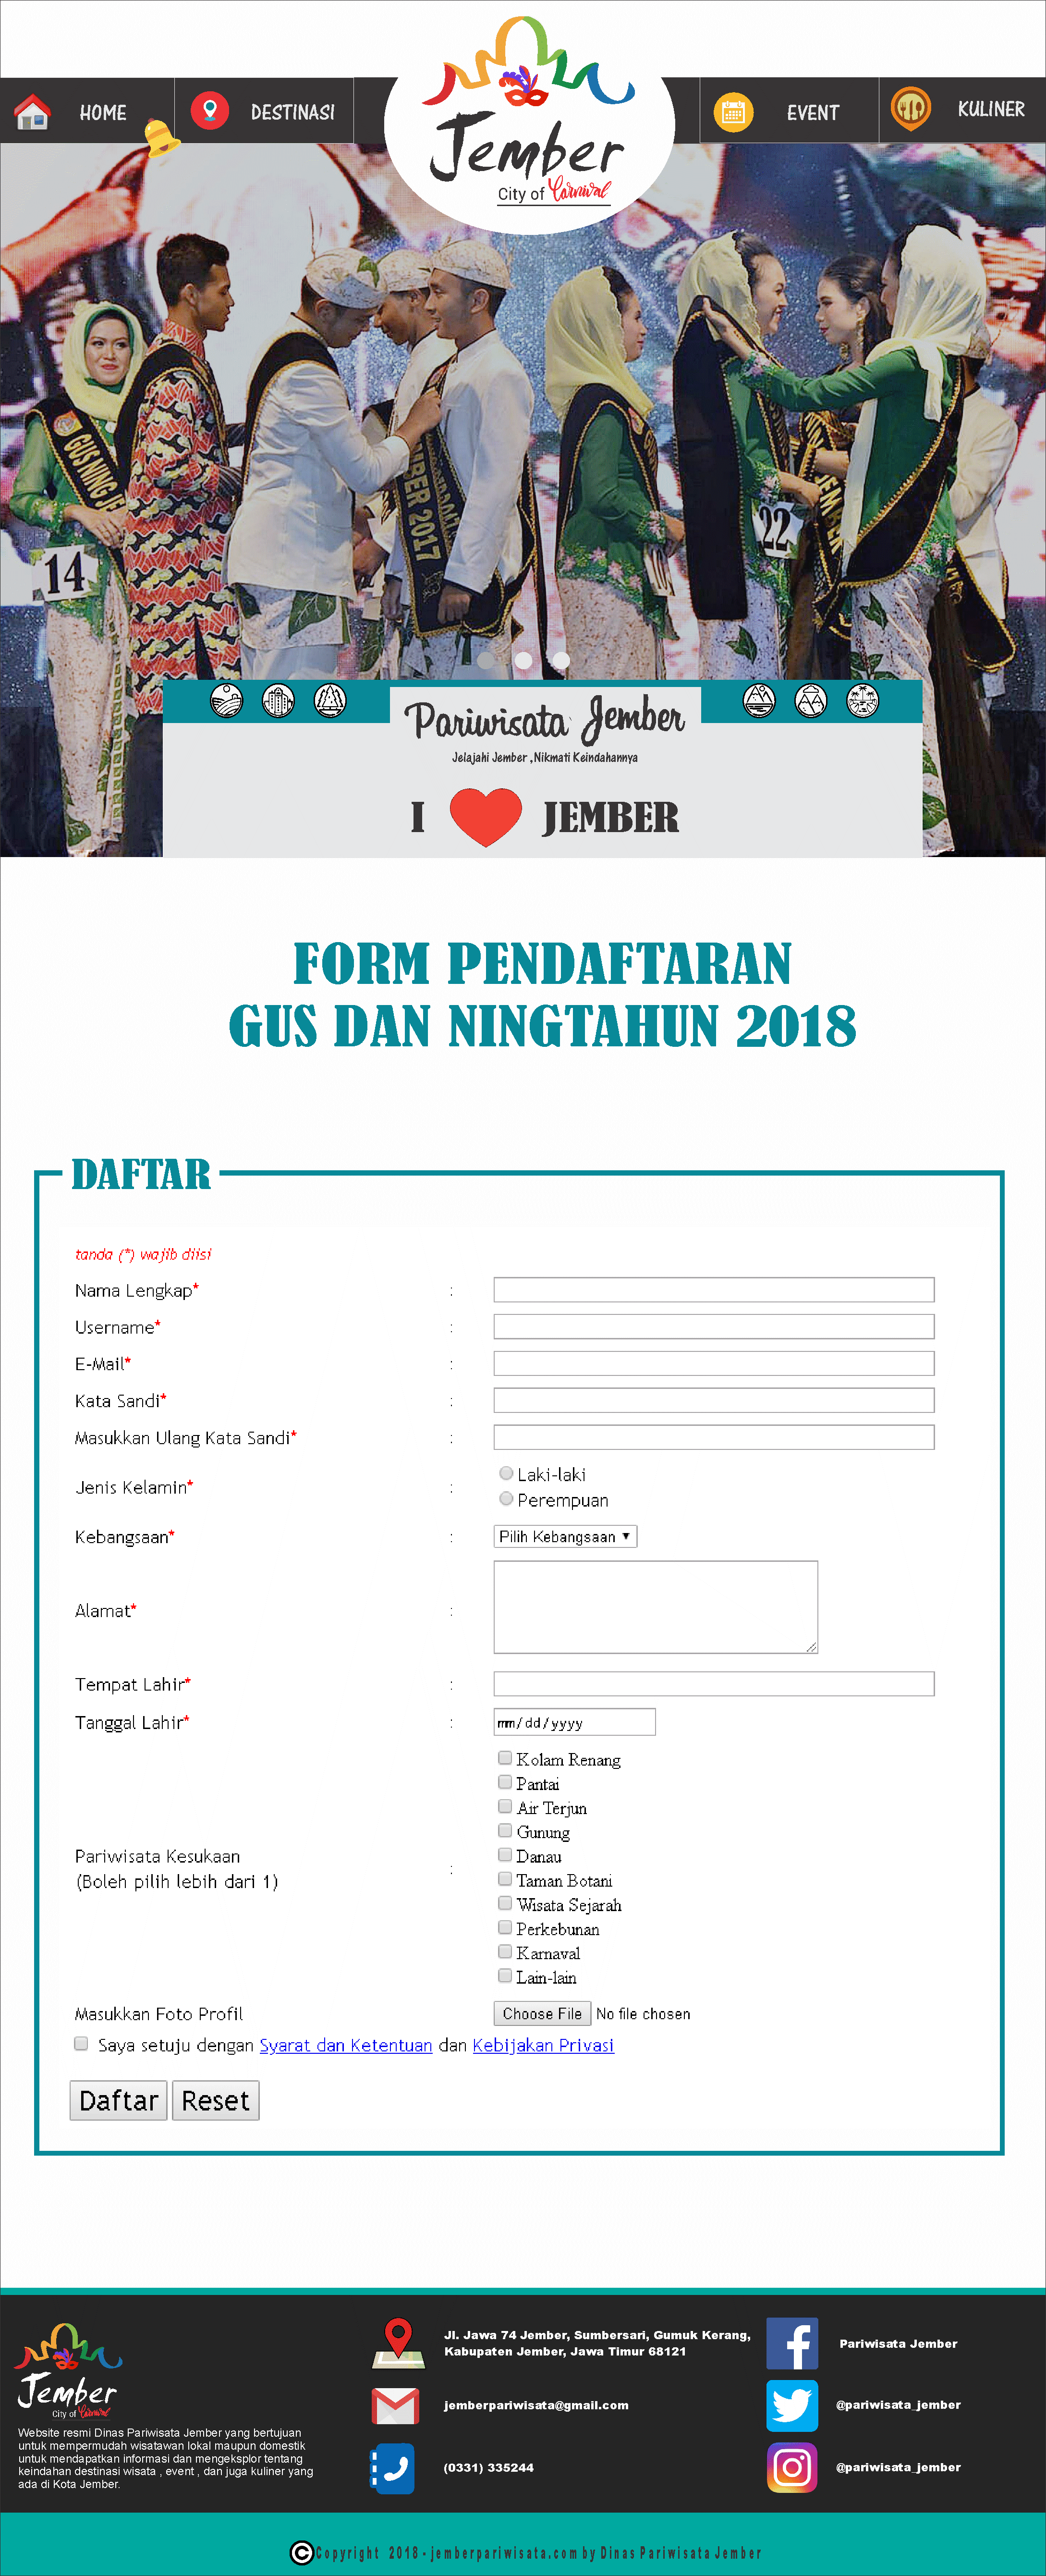 HOME
DESTINASI
Jember
City of Carnival
EVENT
KULINER
GUS NING JE
BER 2017
14
22
Pariwisata Jember
Jelajahi Jember ,Nikmati Keindahannya
I JEMBER
FORM PENDAFTARAN
GUS DAN NINGTAHUN 2018
DAFTAR
tanda (*) wajib diisi
Nama Lengkap* :
Username* :
E-Mail* :
Kata Sandi* :
Masukkan Ulang Kata Sandi* :
Jenis Kelamin* :
Laki-laki
Perempuan
Kebangsaan* : Pilih Kebangsaan
Alamat* :
Tempat Lahir* :
Tanggal Lahir* : mm/dd/yyyy
Pariwisata Kesukaan
(Boleh pilih lebih dari 1) :
Kolam Renang
Pantai
Air Terjun
Gunung
Danau
Taman Botani
Wisata Sejarah
Perkebunan
Karnaval
Lain-lain
Masukkan Foto Profil Choose File No file chosen
Saya setuju dengan Syarat dan Ketentuan dan Kebijakan Privasi
Daftar Reset
Jember
City of Carnival
Website resmi Dinas Pariwisata Jember yang bertujuan
untuk mempermudah wisatawan lokal maupun domestik
untuk mendapatkan informasi dan mengeksplor tentang
keindahan destinasi wisata , event , dan juga kuliner yang
ada di Kota Jember.
Jl. Jawa 74 Jember, Sumbersari, Gumuk Kerang,
Kabupaten Jember, Jawa Timur 68121
jemberpariwisata@gmail.com
(0331) 335244
Pariwisata Jember
@pariwisata_jember
@pariwisata_jember
©Copyright 2018-jemberpariwisata.com by Dinas Pariwisata Jember